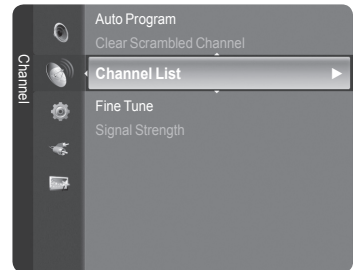 Channel
Auto Program
Clear Scrambled Channel
Channel List
Fine Tune
Signal Strength